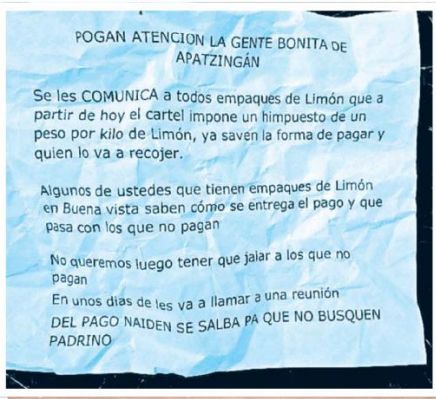 POGAN ATENCION LA GENTE BONITA DE
APATZINGÁN
Se les COMUNICA a todos empaques de Limón que a
partir de hoy el cartel impone un himpuesto de un
peso por kilo de Limón, ya saven la forma de pagar y
quien lo va a recojer.
Algunos de ustedes que tienen empaques de Limón
en Buena vista saben cómo se entrega el pago y que
pasa con los que no pagan
No queremos luego tener que jalar a los que no
pagan
En unos dias de les va a llamar a una reunión
DEL PAGO NAIDEN SE SALBA PA QUE NO BUSQUEN
PADRINO